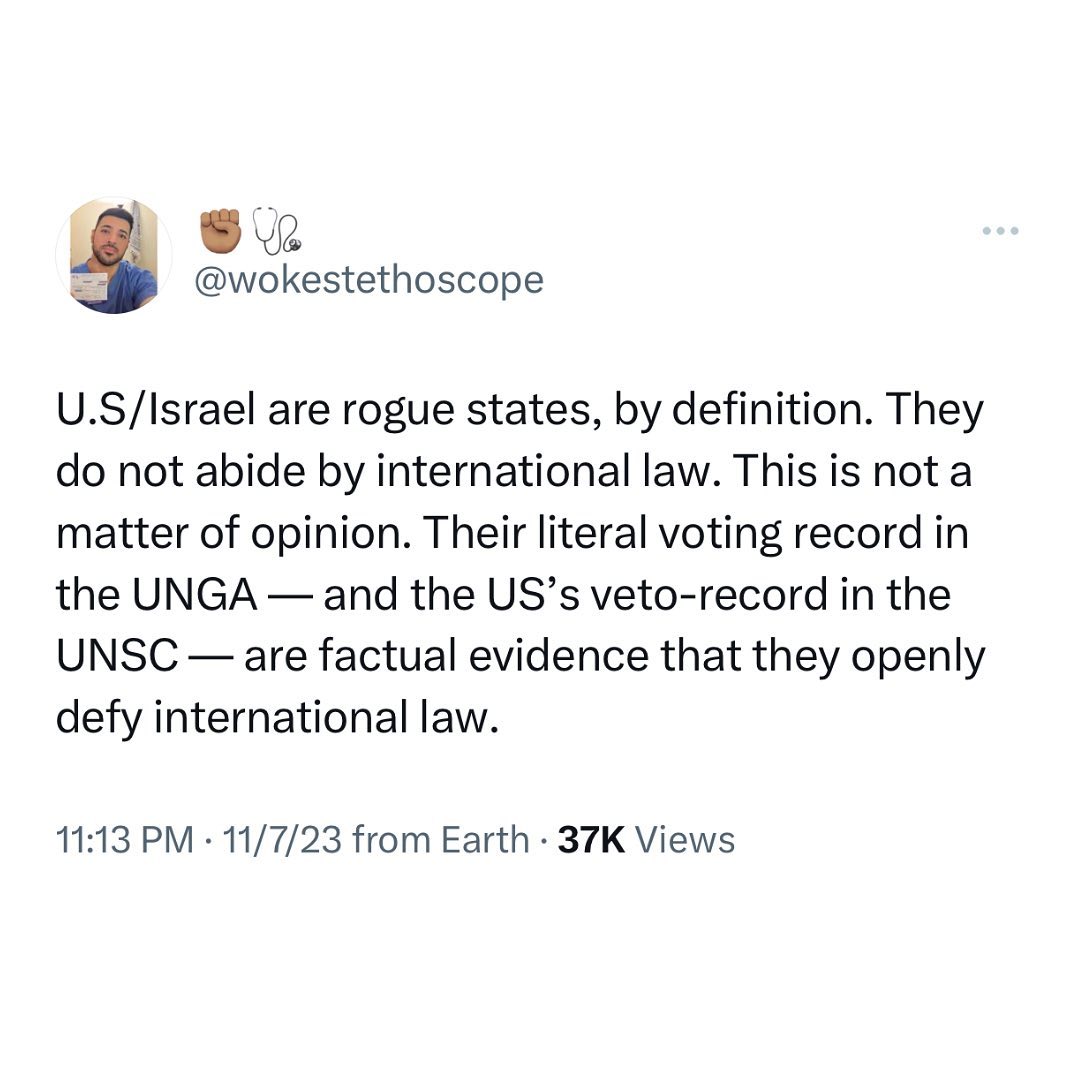 ✊🏽🩺
@wokestethoscope
U.S/Israel are rogue states, by definition. They
do not abide by international law. This is not a
matter of opinion. Their literal voting record in
the UNGA — and the US’s veto-record in the
UNSC — are factual evidence that they openly
defy international law.
11:13 PM · 11/7/23 from Earth · 37K Views